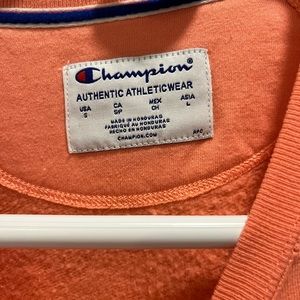 Champion®
AUTHENTIC ATHLETICWEAR
USA CA MEX ASIA
S S/P CH L
MADE IN HONDURAS
FABRIQUÉ AU HONDURAS
HECHO EN HONDURAS
CHAMPION.COM
APC